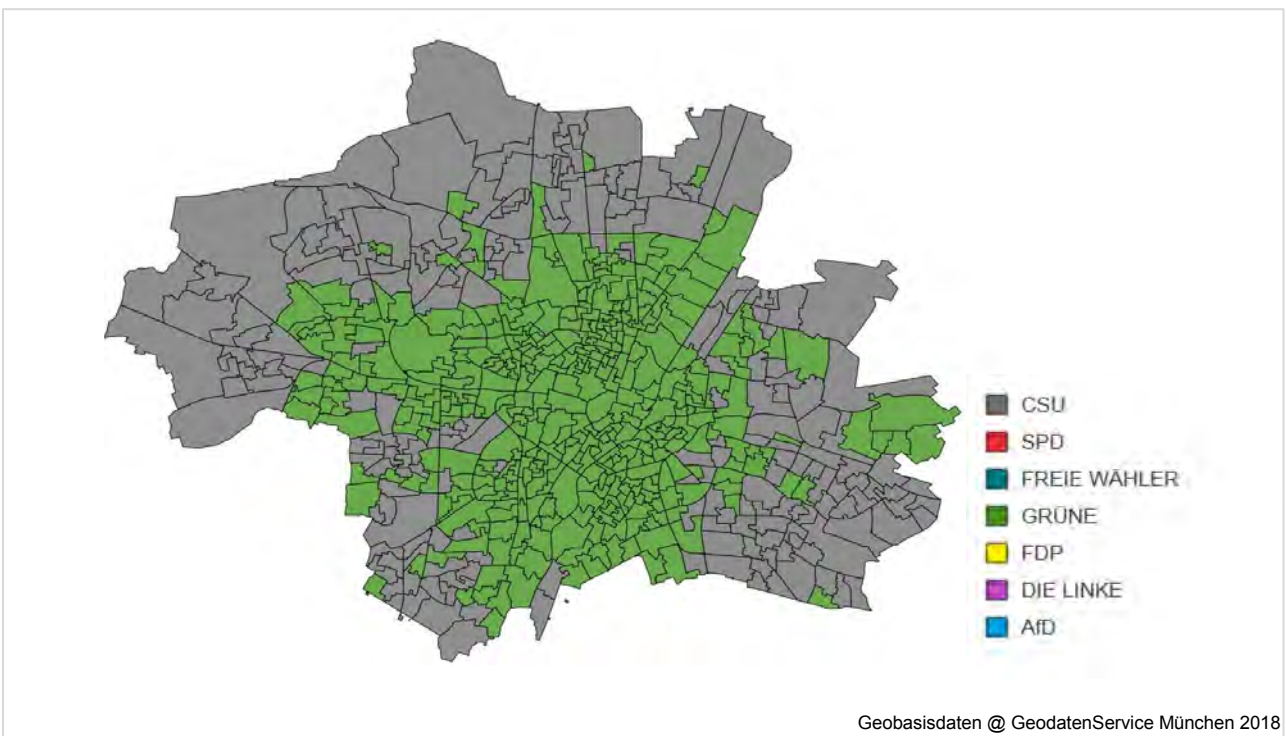 CSU
SPD
FREIE WÄHLER
GRÜNE
FDP
DIE LINKE
AfD
Geobasisdaten @ GeodatenService München 2018